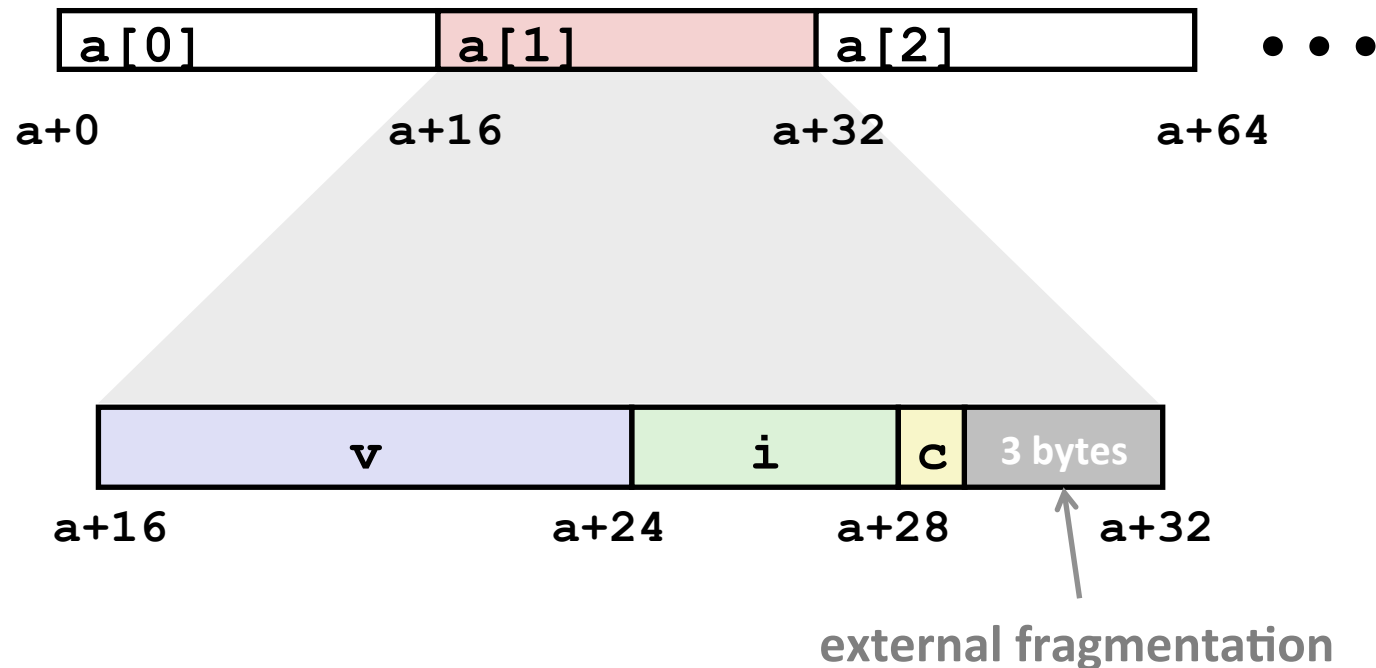 a[0] a[1] a[2] • • •
a+0 a+16 a+32 a+64
v i c 3 bytes
a+16 a+24 a+28 a+32
external fragmentation